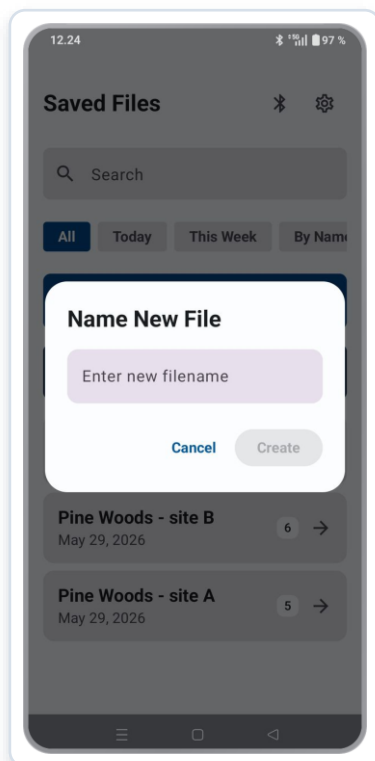 12.24
97 %
Saved Files
Search
All Today This Week By Name
Name New File
Enter new filename
Cancel Create
Pine Woods - site B
May 29, 2026
6
Pine Woods - site A
May 29, 2026
5